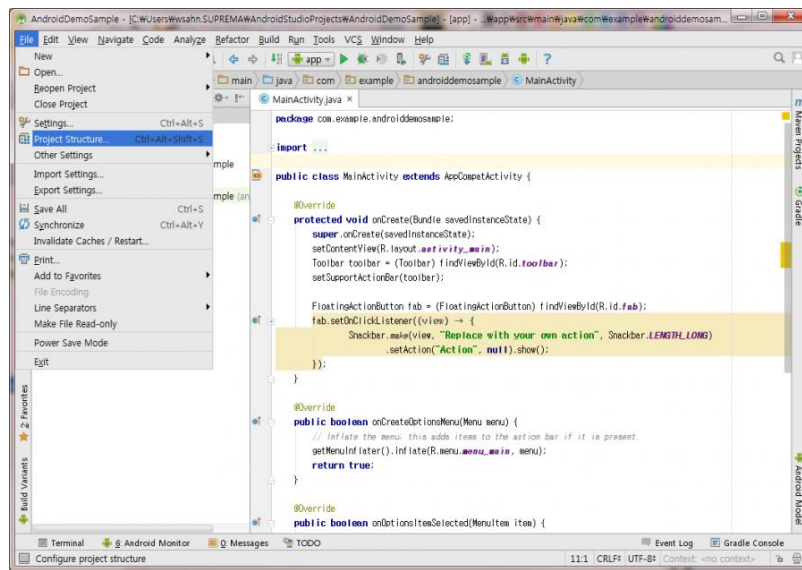 AndroidDemoSample - [C:₩Users₩wsahn.SUPREMA₩AndroidStudioProjects₩AndroidDemoSample] - [app] - ...₩app₩src₩main₩java₩com₩example₩androiddemosam...
File Edit View Navigate Code Analyze Refactor Build Run Tools VCS Window Help
New
Open...
Reopen Project
Close Project
Settings... Ctrl+Alt+S
Project Structure... Ctrl+Alt+Shift+S
Other Settings
Import Settings...
Export Settings...
Save All Ctrl+S
Synchronize Ctrl+Alt+Y
Invalidate Caches / Restart...
Print...
Add to Favorites
File Encoding
Line Separators
Make File Read-only
Power Save Mode
Exit
app
main java com example androiddemosample MainActivity
MainActivity.java
mple
mple (an
package com.example.androiddemosample;
import ...
public class MainActivity extends AppCompatActivity {
@Override
protected void onCreate(Bundle savedInstanceState) {
super.onCreate(savedInstanceState);
setContentView(R.layout.activity_main);
Toolbar toolbar = (Toolbar) findViewById(R.id.toolbar);
setSupportActionBar(toolbar);
FloatingActionButton fab = (FloatingActionButton) findViewById(R.id.fab);
fab.setOnClickListener((view) → {
Snackbar.make(view, "Replace with your own action", Snackbar.LENGTH_LONG)
.setAction("Action", null).show();
});
}
@Override
public boolean onCreateOptionsMenu(Menu menu) {
// Inflate the menu; this adds items to the action bar if it is present.
getMenuInflater().inflate(R.menu.menu_main, menu);
return true;
}
@Override
public boolean onOptionsItemSelected(MenuItem item) {
Maven Projects
Gradle
Android Model
2: Favorites
Build Variants
Terminal 6: Android Monitor 0: Messages TODO Event Log Gradle Console
Configure project structure 11:1 CRLF UTF-8 Context: <no context>